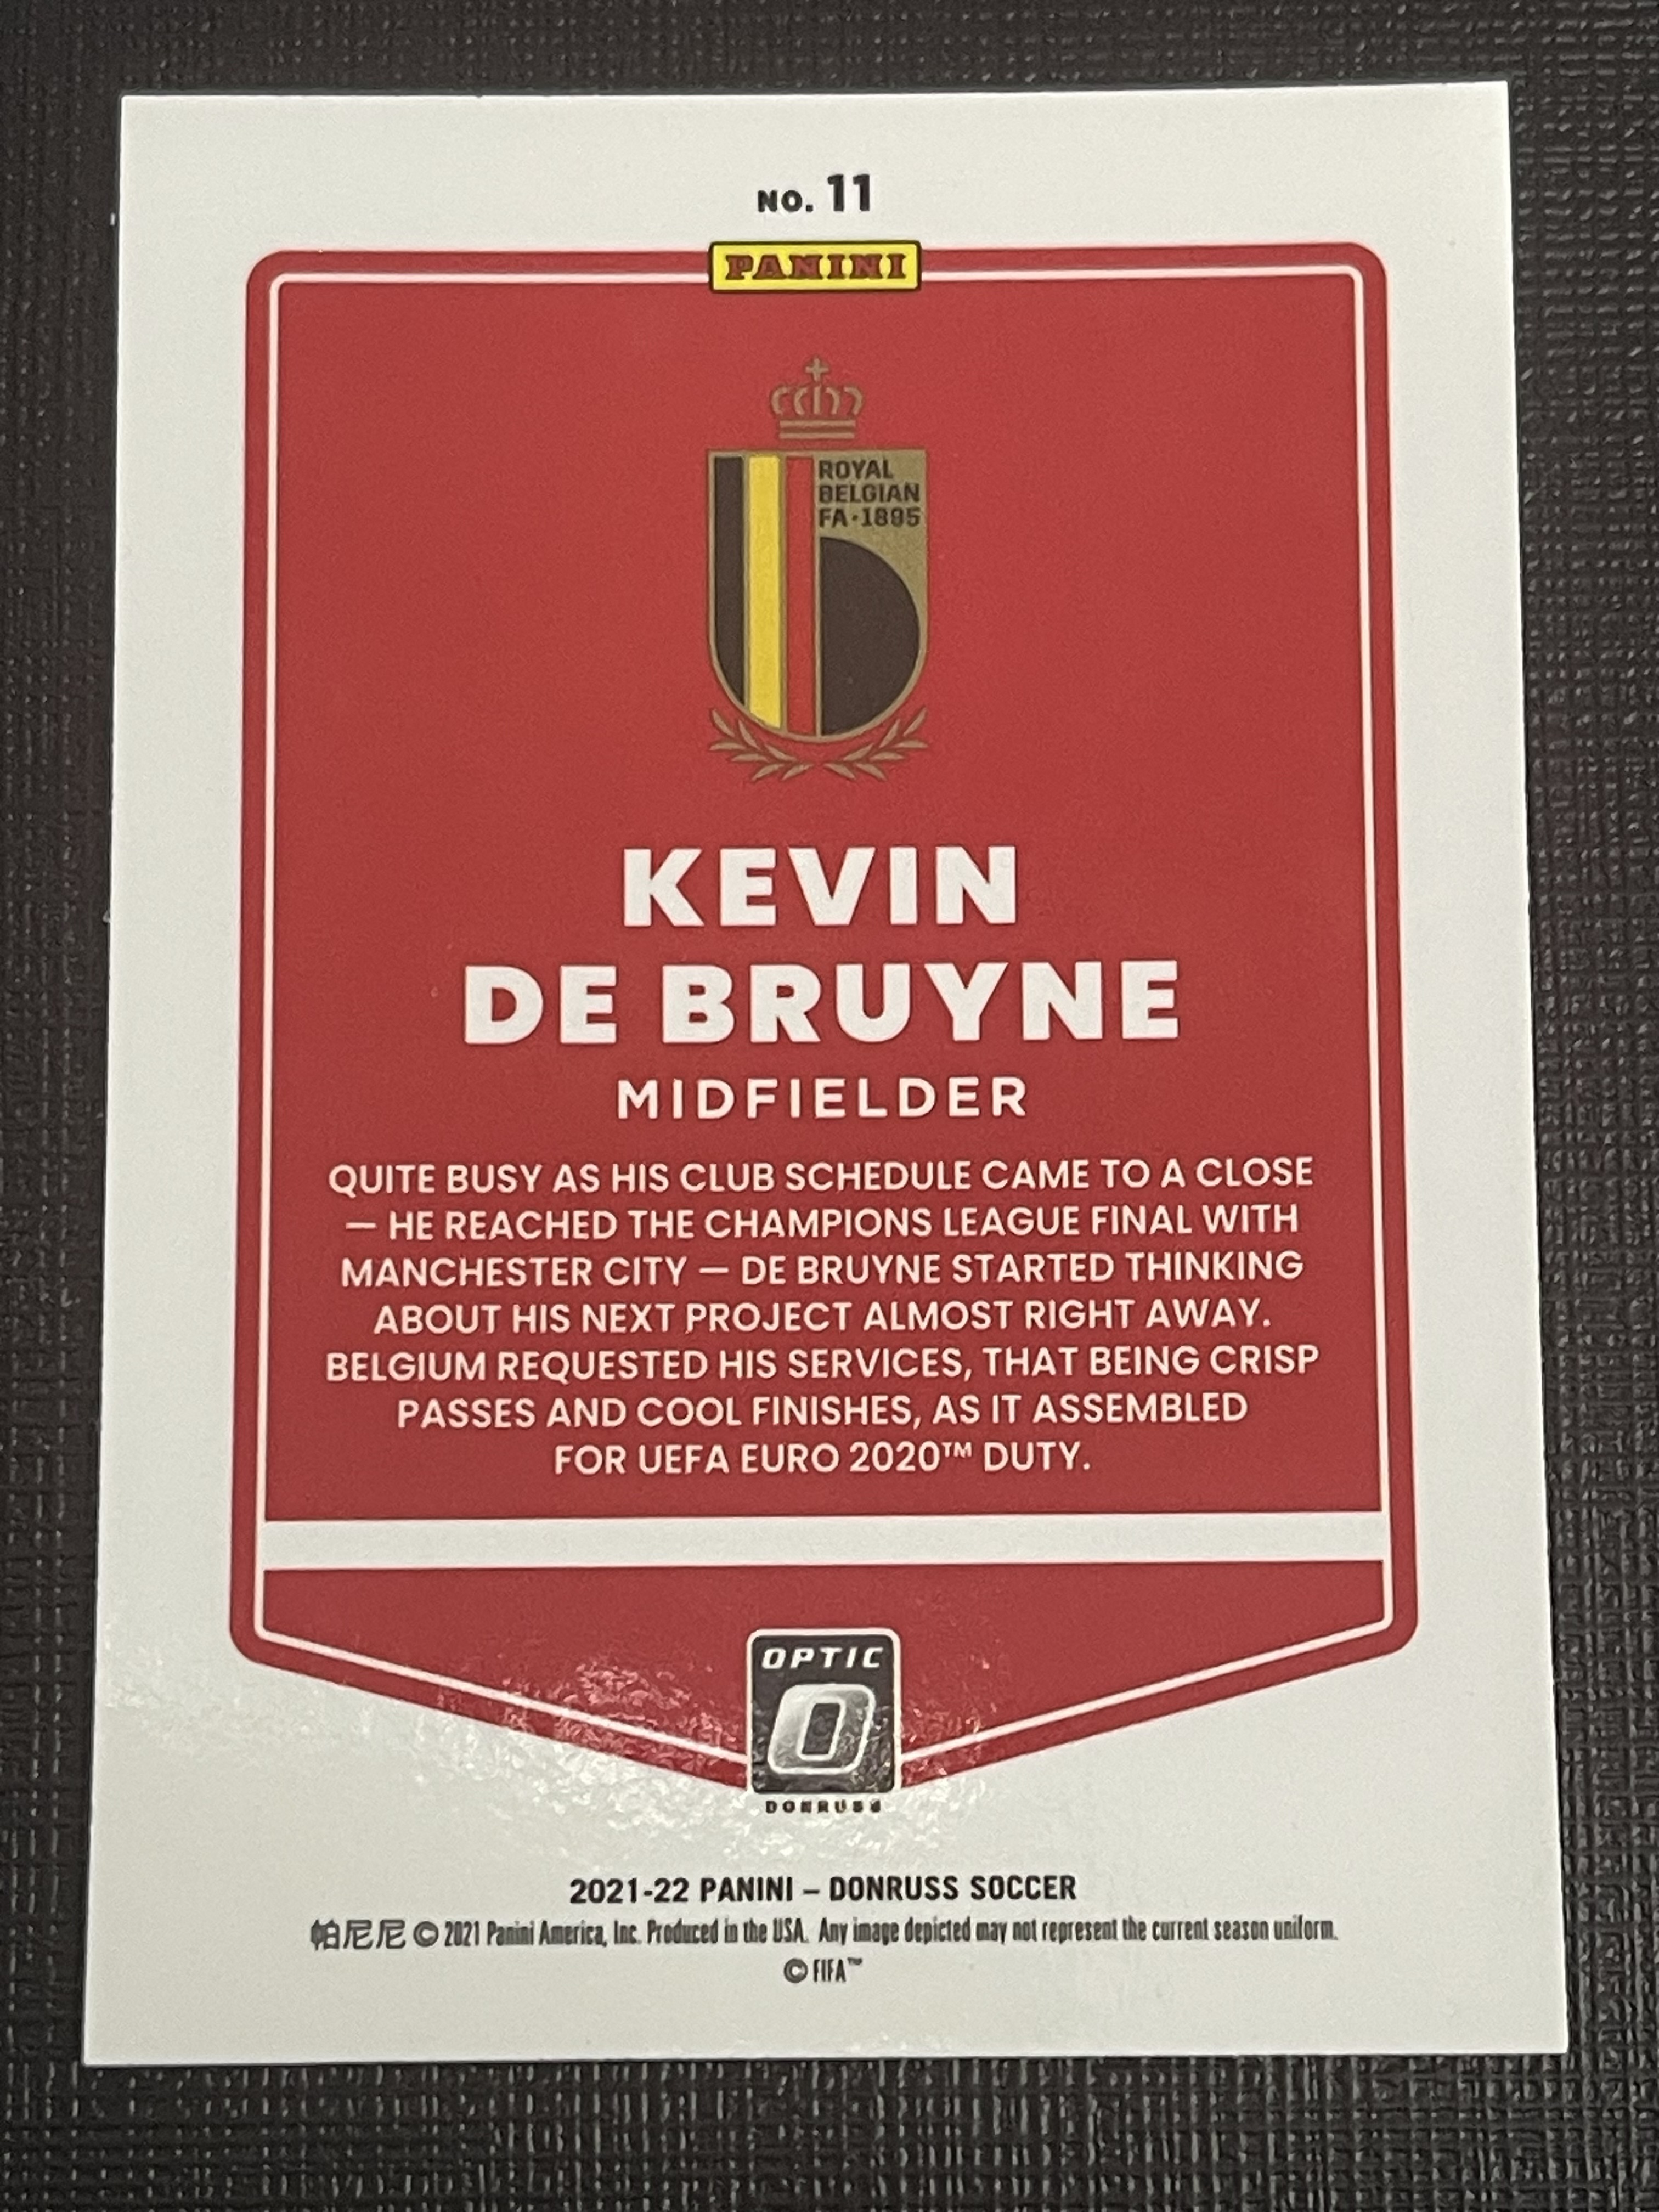 NO. 11
PANINI
ROYAL
BELGIAN
FA·1895
KEVIN
DE BRUYNE
MIDFIELDER
QUITE BUSY AS HIS CLUB SCHEDULE CAME TO A CLOSE
— HE REACHED THE CHAMPIONS LEAGUE FINAL WITH
MANCHESTER CITY — DE BRUYNE STARTED THINKING
ABOUT HIS NEXT PROJECT ALMOST RIGHT AWAY.
BELGIUM REQUESTED HIS SERVICES, THAT BEING CRISP
PASSES AND COOL FINISHES, AS IT ASSEMBLED
FOR UEFA EURO 2020™ DUTY.
OPTIC
O
DONRUSS
2021-22 PANINI – DONRUSS SOCCER
帕尼尼 © 2021 Panini America, Inc. Produced in the USA. Any image depicted may not represent the current season uniform.
© FIFA™